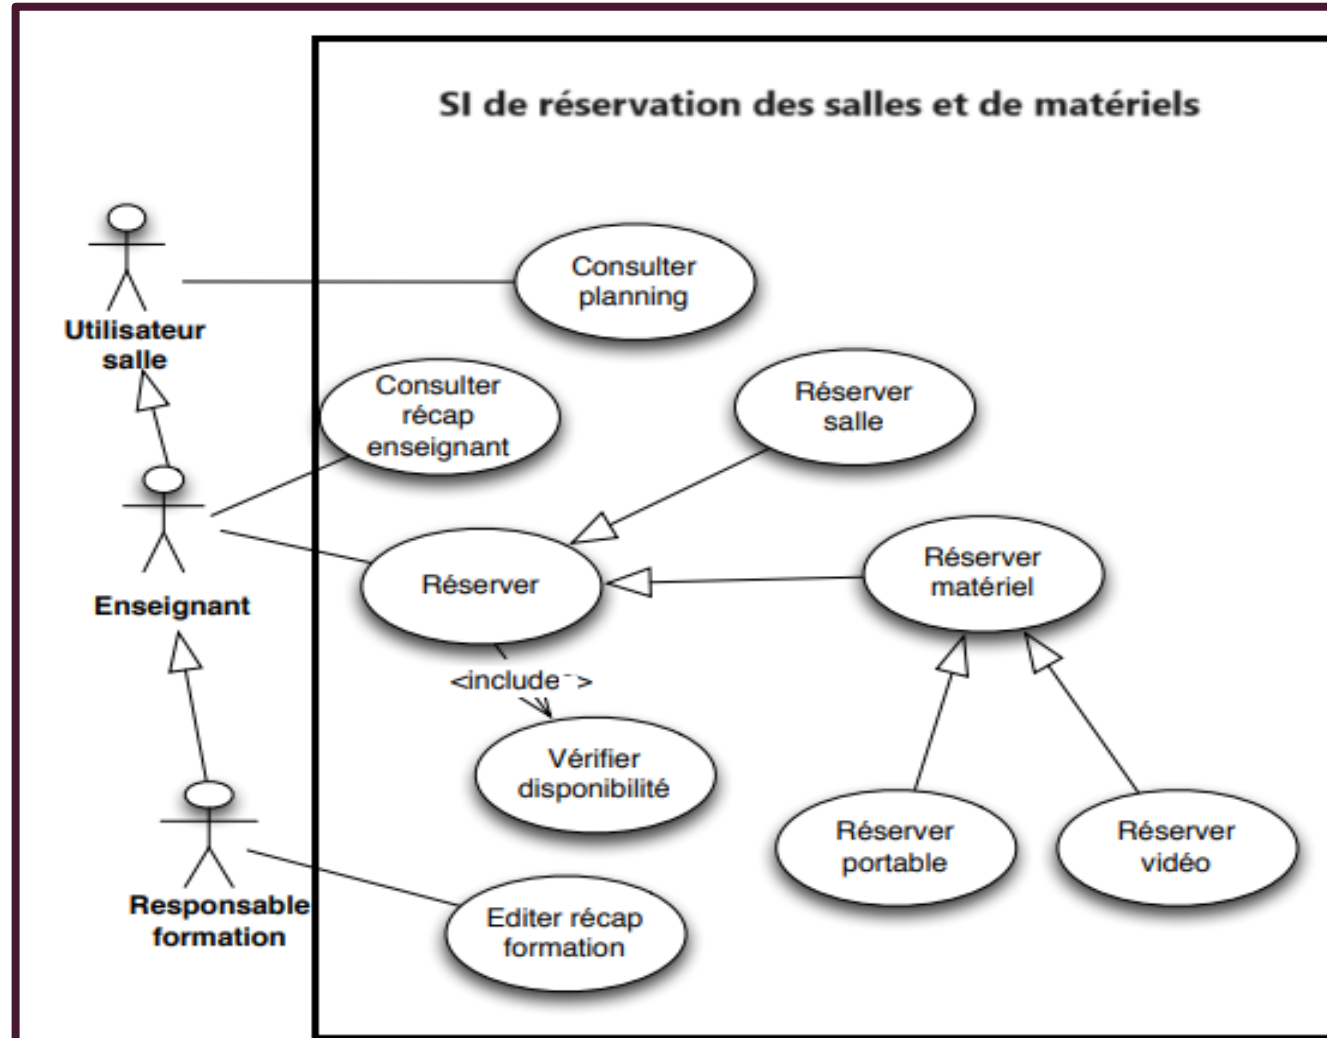 SI de réservation des salles et de matériels
Consulter
planning
Utilisateur
salle
Consulter
récap
enseignant
Réserver
salle
Enseignant
Réserver
Réserver
matériel
<include >
Vérifier
disponibilité
Réserver
portable
Réserver
vidéo
Responsable
formation
Editer récap
formation